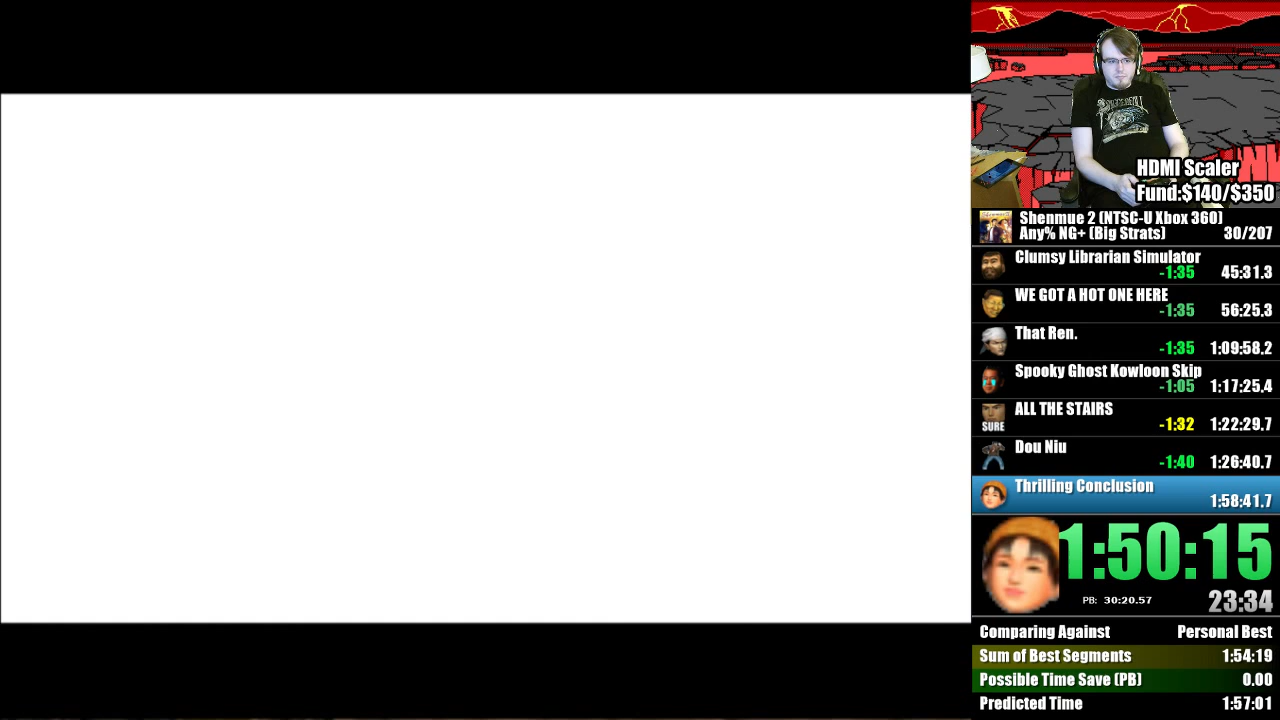 HDMI Scaler
Fund:$140/$350
Shenmue 2 (NTSC-U Xbox 360)
Any% NG+ (Big Strats) 30/207
Clumsy Librarian Simulator
-1:35 45:31.3
WE GOT A HOT ONE HERE
-1:35 56:25.3
That Ren.
-1:35 1:09:58.2
Spooky Ghost Kowloon Skip
-1:05 1:17:25.4
ALL THE STAIRS
SURE -1:32 1:22:29.7
Dou Niu
-1:40 1:26:40.7
Thrilling Conclusion
1:58:41.7
1:50:15
PB: 30:20.57 23:34
Comparing Against Personal Best
Sum of Best Segments 1:54:19
Possible Time Save (PB) 0.00
Predicted Time 1:57:01